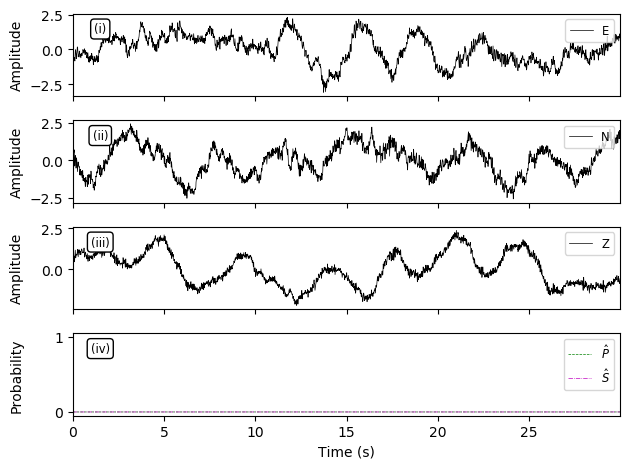 2.5
0.0
−2.5
Amplitude
(i)
E
2.5
0.0
−2.5
Amplitude
(ii)
N
2.5
0.0
Amplitude
(iii)
Z
1
0
Probability
(iv)
P̂
Ŝ
0 5 10 15 20 25
Time (s)